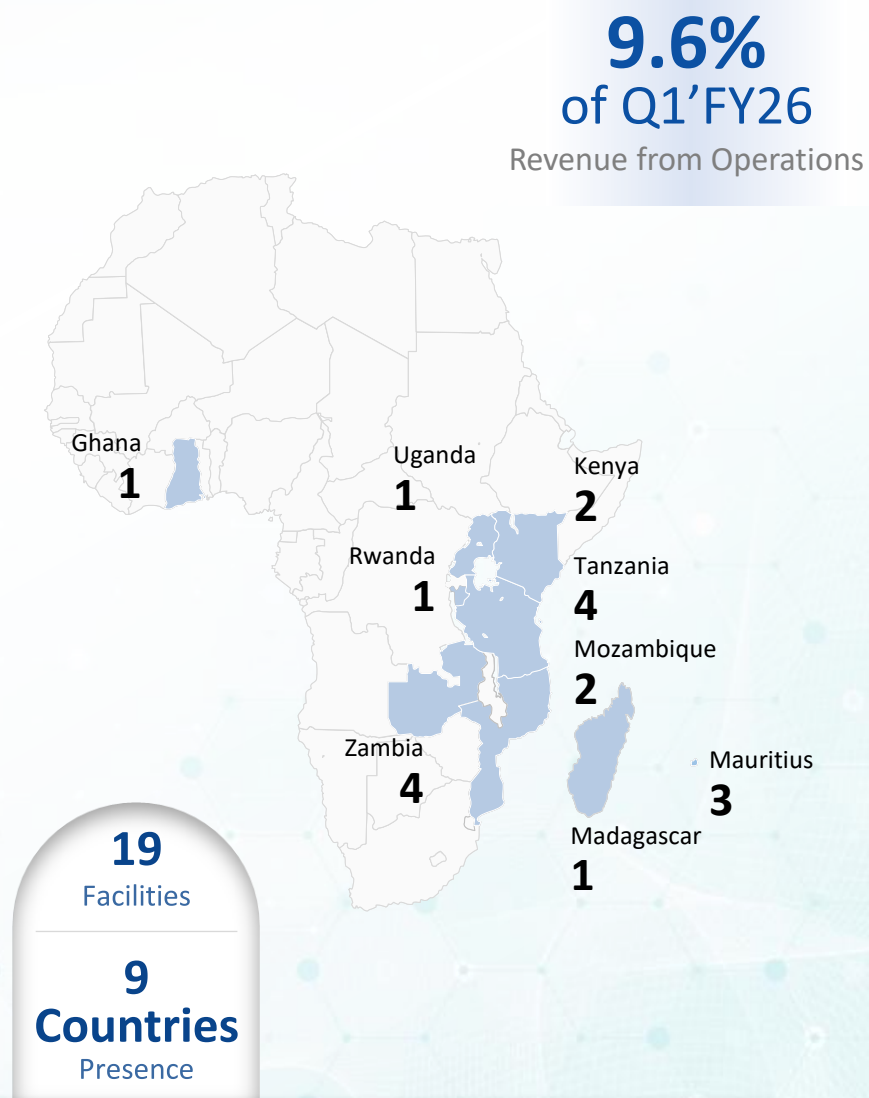 9.6%
of Q1’FY26
Revenue from Operations
Ghana
1
Uganda
1
Kenya
2
Rwanda
1
Tanzania
4
Mozambique
2
Zambia
4
Mauritius
3
Madagascar
1
19
Facilities
9
Countries
Presence